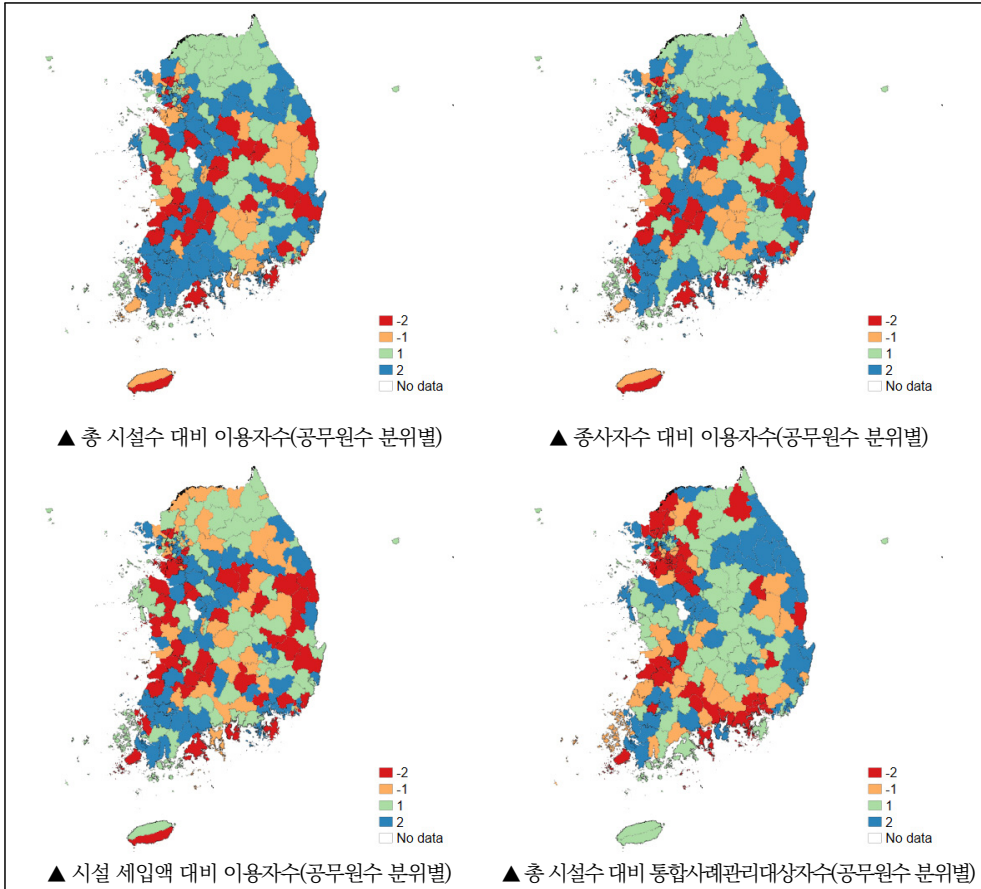 -2
-1
1
2
No data
▲ 총 시설수 대비 이용자수(공무원수 분위별)
-2
-1
1
2
No data
▲ 종사자수 대비 이용자수(공무원수 분위별)
-2
-1
1
2
No data
▲ 시설 세입액 대비 이용자수(공무원수 분위별)
-2
-1
1
2
No data
▲ 총 시설수 대비 통합사례관리대상자수(공무원수 분위별)